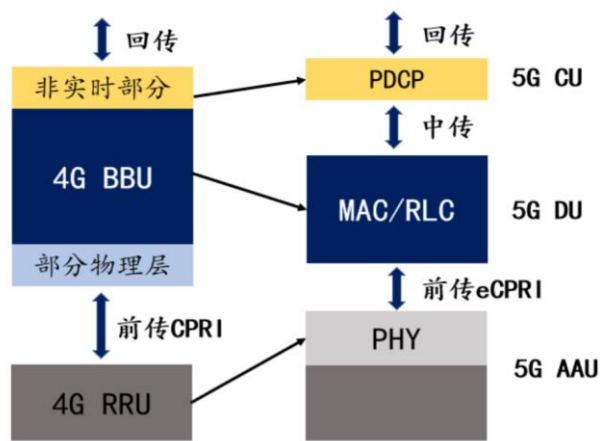 回传
非实时部分
4G BBU
部分物理层
前传CPRI
4G RRU
回传
PDCP
5G CU
中传
MAC/RLC
5G DU
前传eCPRI
PHY
5G AAU